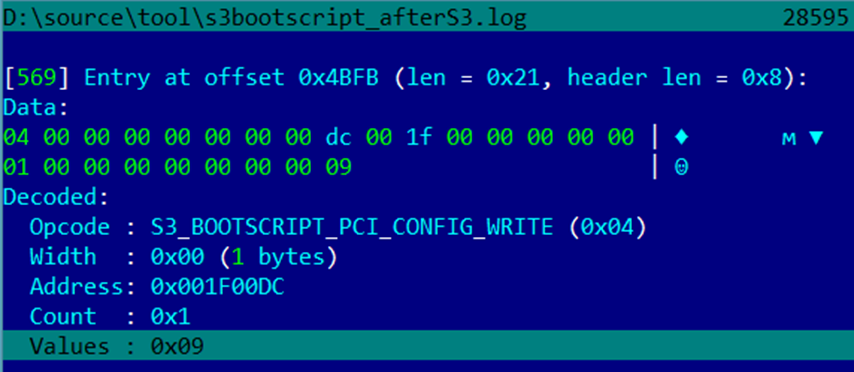 D:\source\tool\s3bootscript_afterS3.log 28595
[569] Entry at offset 0x4BFB (len = 0x21, header len = 0x8):
Data:
04 00 00 00 00 00 00 00 dc 00 1f 00 00 00 00 00 | ♦ м ▼
01 00 00 00 00 00 00 00 09 | ☺
Decoded:
Opcode : S3_BOOTSCRIPT_PCI_CONFIG_WRITE (0x04)
Width : 0x00 (1 bytes)
Address: 0x001F00DC
Count : 0x1
Values : 0x09